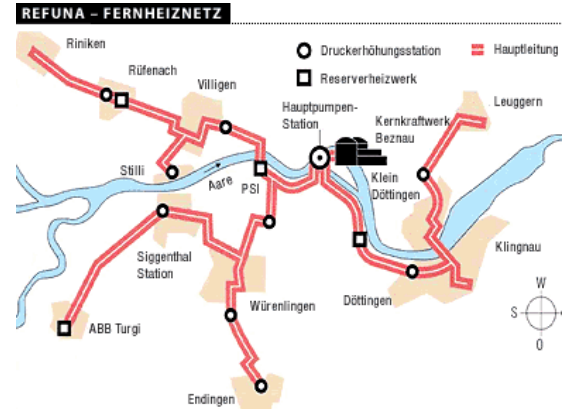 REFUNA – FERNHEIZNETZ
Riniken
Rüfenach
Villigen
Druckerhöhungsstation
Hauptleitung
Reserverheizwerk
Hauptpumpen-
Station
Kernkraftwerk
Beznau
Leuggern
Stilli
Aare
PSI
Klein
Döttingen
Siggenthal
Station
Klingnau
Würenlingen
Döttingen
ABB Turgi
Endingen
W
S
O